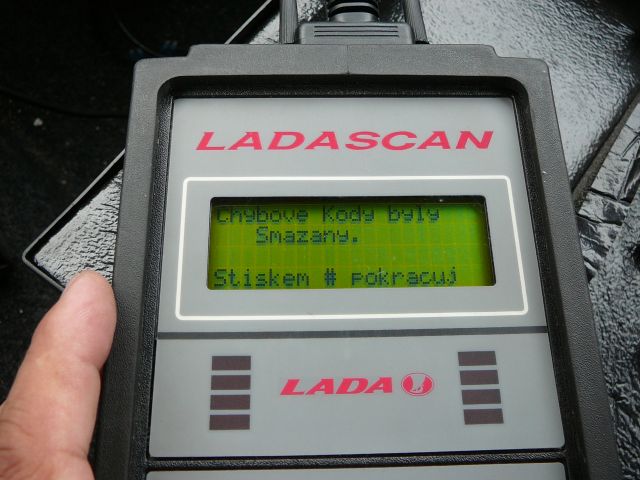 LADASCAN
Chybove Kody byly
Smazany.
Stiskem # pokracuj
LADA